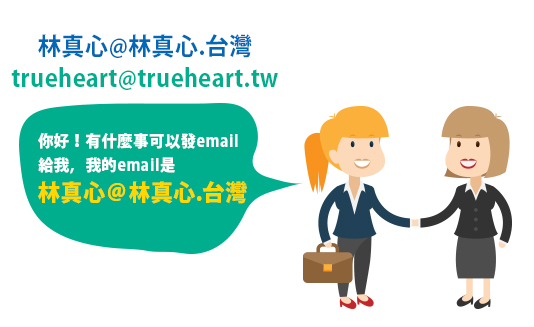 林真心@林真心.台灣
trueheart@trueheart.tw
你好！有什麼事可以發email
給我，我的email是
林真心@林真心.台灣